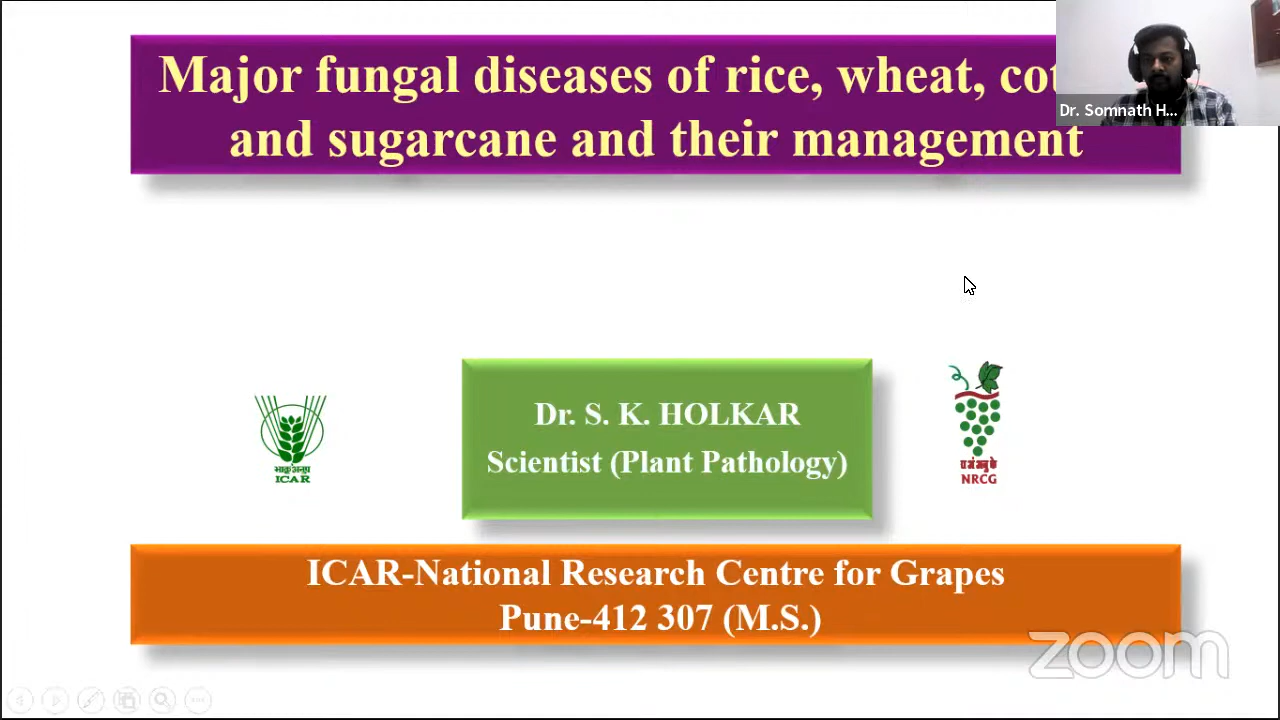 Major fungal diseases of rice, wheat, cot
and sugarcane and their management
Dr. Somnath H...
Dr. S. K. HOLKAR
Scientist (Plant Pathology)
भाकृअनुप
ICAR
NRCG
ICAR-National Research Centre for Grapes
Pune-412 307 (M.S.)
zoom